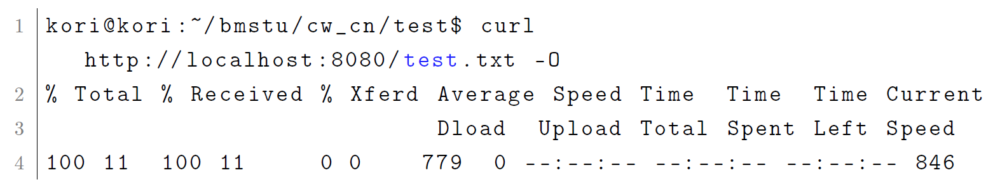 1 kori@kori:~/bmstu/cw_cn/test$ curl
http://localhost:8080/test.txt -O
2 % Total % Received % Xferd Average Speed Time Time Time Current
3 Dload Upload Total Spent Left Speed
4 100 11 100 11 0 0 779 0 --:--:-- --:--:-- --:--:-- 846